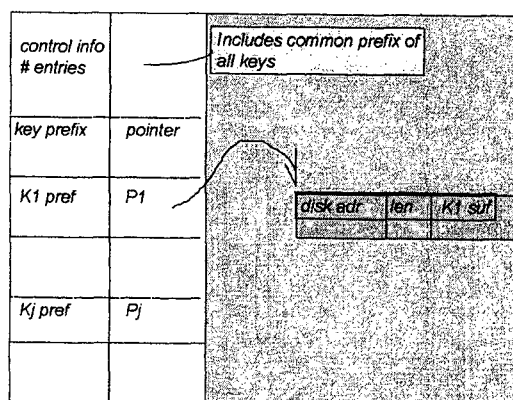 control info
# entries
Includes common prefix of
all keys
key prefix pointer
K1 pref P1
disk adr len K1 suf
Kj pref Pj